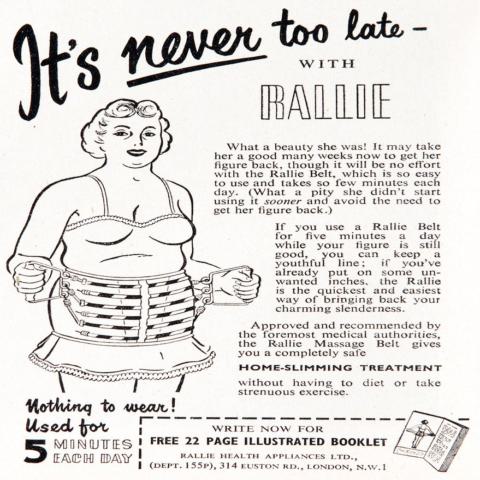 It's never too late –
WITH
RALLIE
What a beauty she was! It may take
her a good many weeks now to get her
figure back, though it will be no effort
with the Rallie Belt, which is so easy
to use and takes so few minutes each
day. (What a pity she didn't start
using it sooner and avoid the need to
get her figure back.)
If you use a Rallie Belt
for five minutes a day
while your figure is still
good, you can keep a
youthful line; if you've
already put on some un-
wanted inches, the Rallie
is the quickest and easiest
way of bringing back your
charming slenderness.
Approved and recommended by
the foremost medical authorities,
the Rallie Massage Belt gives
you a completely safe
HOME-SLIMMING TREATMENT
without having to diet or take
strenuous exercise.
Nothing to wear!
Used for
5 MINUTES
EACH DAY
WRITE NOW FOR
FREE 22 PAGE ILLUSTRATED BOOKLET
RALLIE HEALTH APPLIANCES LTD.,
(DEPT. 155P), 314 EUSTON RD., LONDON, N.W.1